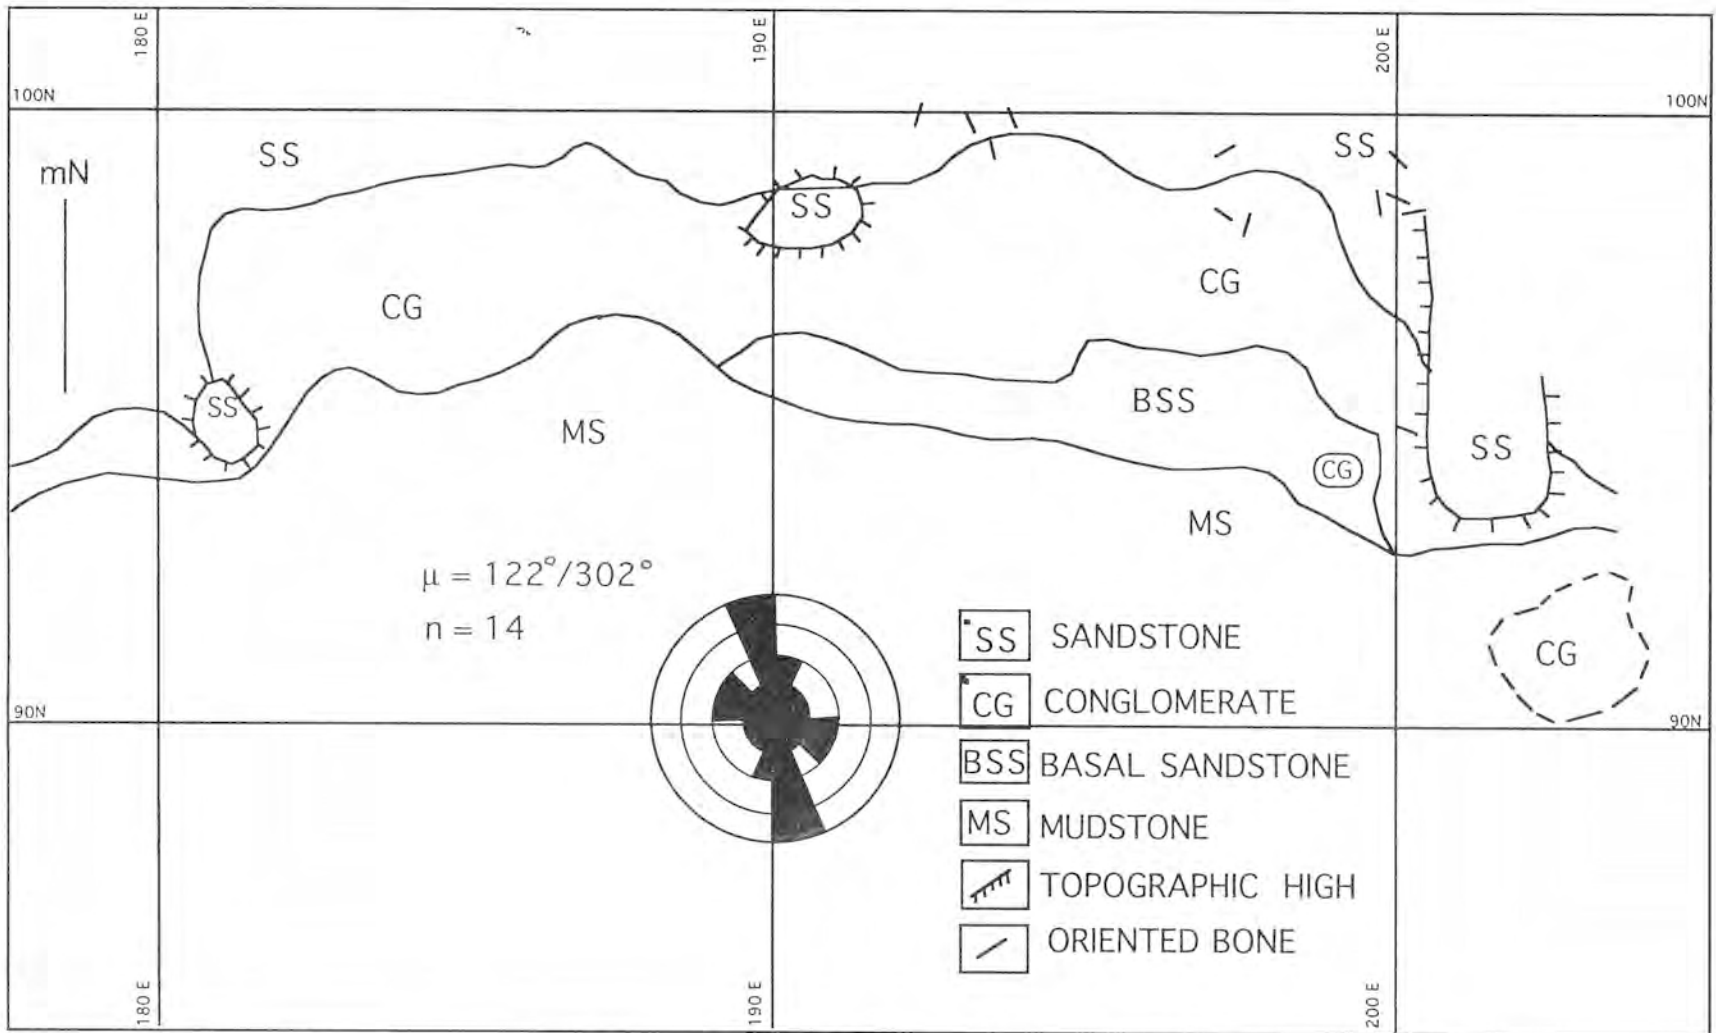 180 E
190 E
200 E
100N
100N
SS
SS
mN
SS
CG
CG
SS
BSS
MS
SS
CG
MS
μ = 122°/302°
n = 14
SS SANDSTONE
CG
CG CONGLOMERATE
90N
90N
BSS BASAL SANDSTONE
MS MUDSTONE
TOPOGRAPHIC HIGH
ORIENTED BONE
180 E
190 E
200 E